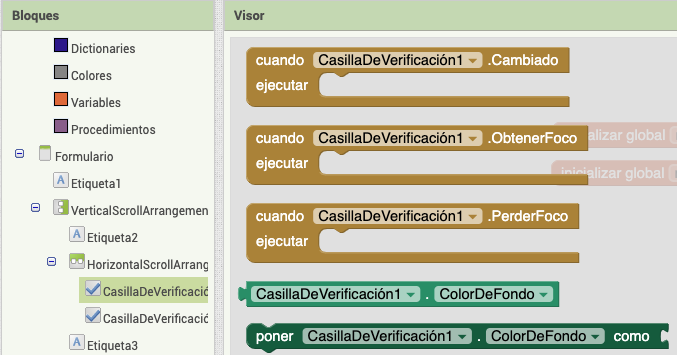 Bloques
Visor
Dictionaries
Colores
Variables
Procedimientos
Formulario
A Etiqueta1
VerticalScrollArrangemen
A Etiqueta2
HorizontalScrollArrang
CasillaDeVerificació
CasillaDeVerificació
A Etiqueta3
cuando CasillaDeVerificación1 .Cambiado
ejecutar
cuando CasillaDeVerificación1 .ObtenerFoco
ejecutar
cuando CasillaDeVerificación1 .PerderFoco
ejecutar
CasillaDeVerificación1 . ColorDeFondo
poner CasillaDeVerificación1 . ColorDeFondo como
alizar global
inicializar global